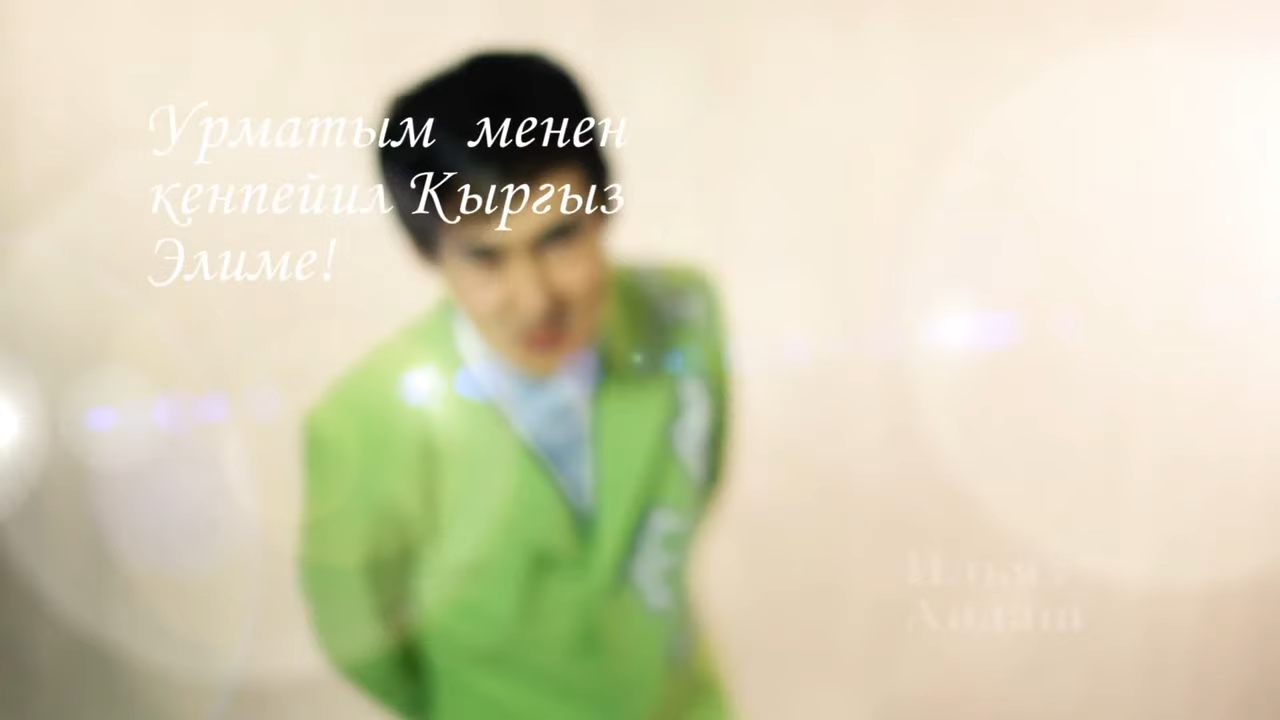 Урматым менен
кенпейил Кыргыз
Элиме!